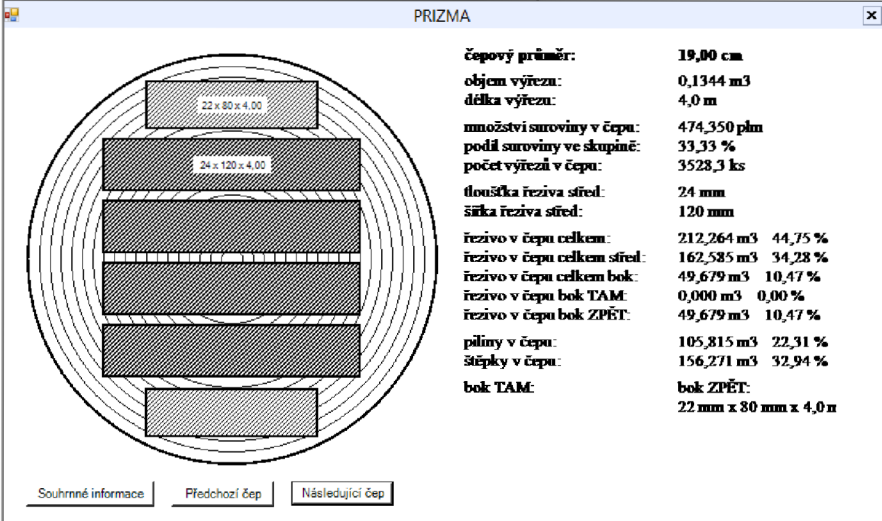 PRIZMA
22 x 80 x 4,00
24 x 120 x 4,00
čepový průměr: 19,00 cm
objem výřezu: 0,1344 m3
délka výřezu: 4,0 m
množství suroviny v čepu: 474,350 plm
podíl suroviny ve skupině: 33,33 %
počet výřezů v čepu: 3528,3 ks
tloušťka řeziva střed: 24 mm
šířka řeziva střed: 120 mm
řezivo v čepu celkem: 212,264 m3 44,75 %
řezivo v čepu celkem střed: 162,585 m3 34,28 %
řezivo v čepu celkem bok: 49,679 m3 10,47 %
řezivo v čepu bok TAM: 0,000 m3 0,00 %
řezivo v čepu bok ZPĚT: 49,679 m3 10,47 %
piliny v čepu: 105,815 m3 22,31 %
štěpky v čepu: 156,271 m3 32,94 %
bok TAM: bok ZPĚT:
22 mm x 80 mm x 4,0 m
Souhrnné informace Předchozí čep Následující čep